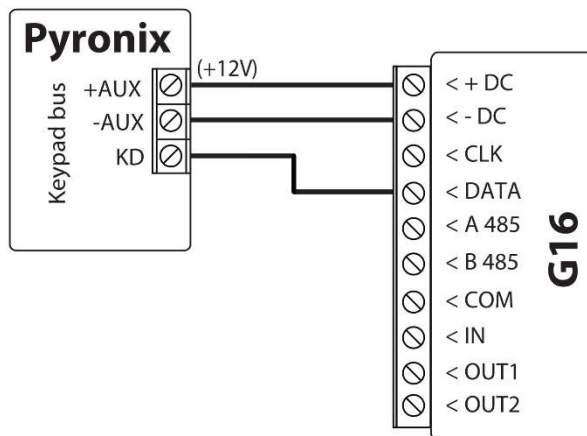 Pyronix
Keypad bus
+AUX
-AUX
KD
(+12V)
< + DC
< - DC
< CLK
< DATA
< A 485
< B 485
< COM
< IN
< OUT1
< OUT2
G16